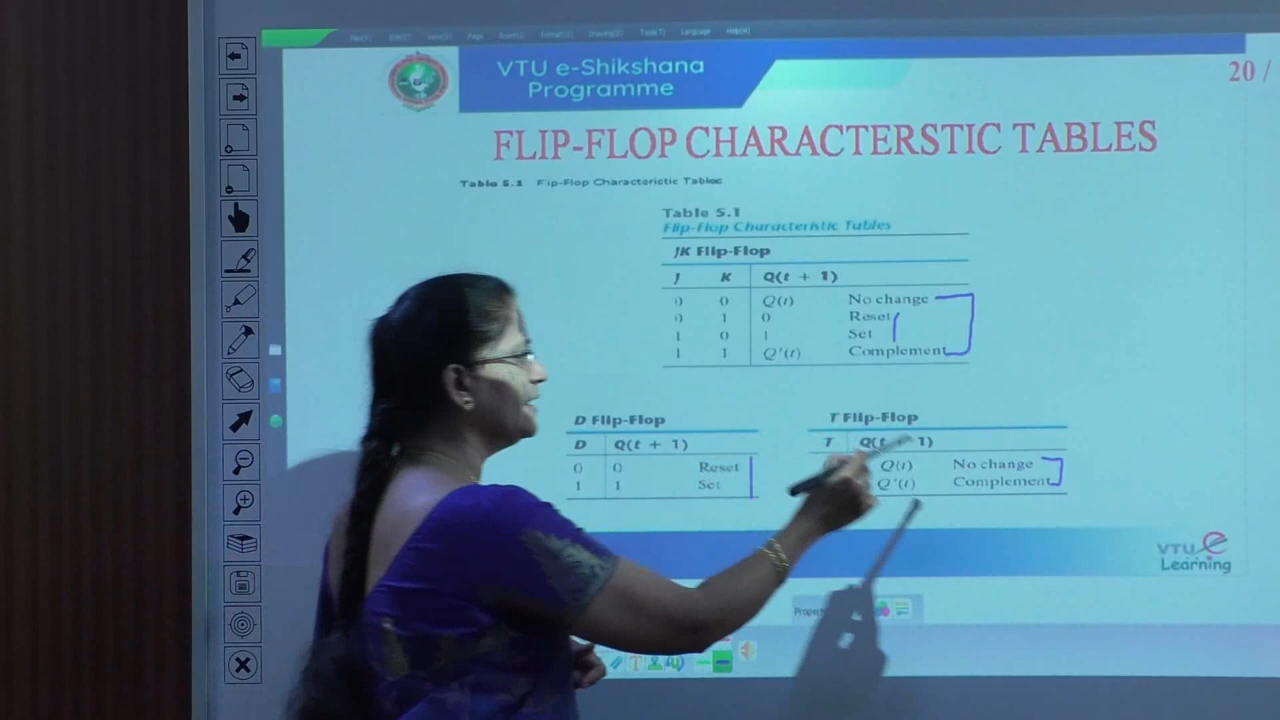 Page
Language
VTU e-Shikshana
Programme
20 /
FLIP-FLOP CHARACTERSTIC TABLES
Table 5.1 Flip-Flop Characteristic Tables
Table 5.1
Flip-Flop Characteristic Tables
JK Flip-Flop
J K Q(t + 1)
0 0 Q(t) No change
0 1 0 Reset
1 0 1 Set
1 1 Q'(t) Complement
D Flip-Flop
D Q(t + 1)
0 0 Reset
1 1 Set
T Flip-Flop
T Q(t + 1)
Q(t) No change
Q'(t) Complement
VTU e
Learning